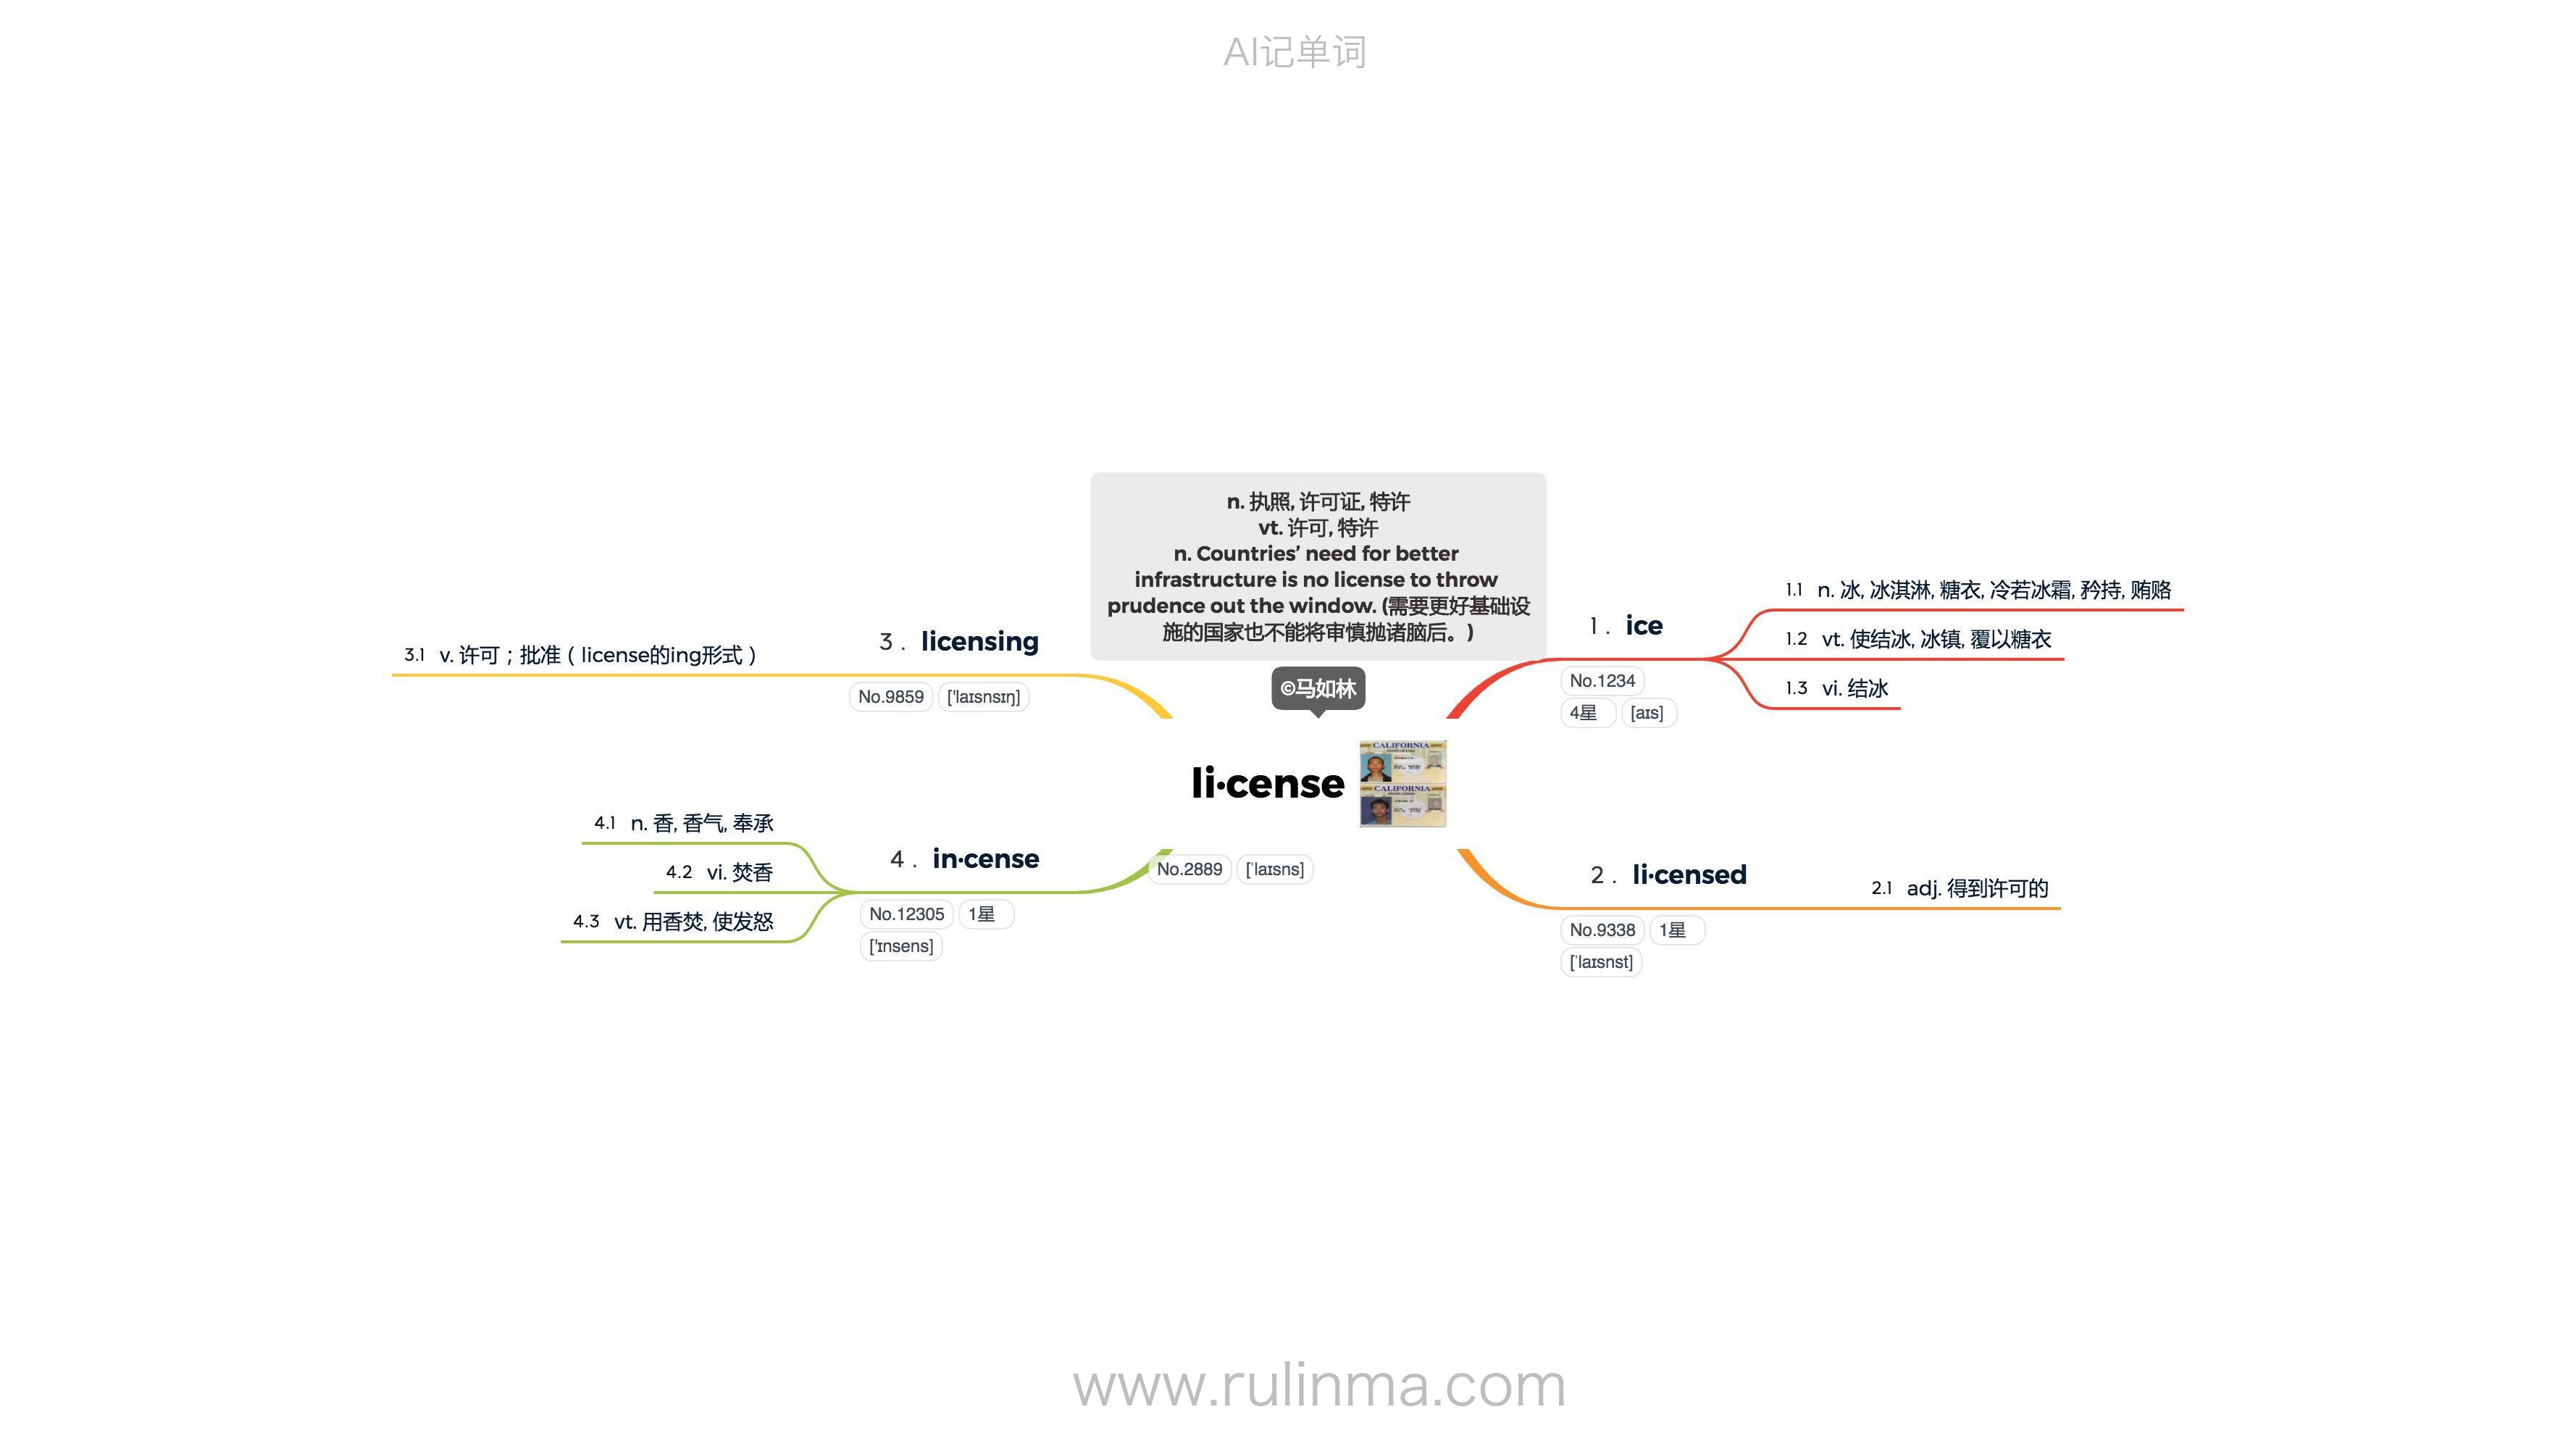 AI记单词
n. 执照, 许可证, 特许
vt. 许可, 特许
n. Countries’ need for better
infrastructure is no license to throw
prudence out the window. (需要更好基础设
施的国家也不能将审慎抛诸脑后。)
©马如林
li·cense
CALIFORNIA
CALIFORNIA
No.2889 [ˈlaɪsns]
1 . ice
No.1234
4星 [aɪs]
1.1 n. 冰, 冰淇淋, 糖衣, 冷若冰霜, 矜持, 贿赂
1.2 vt. 使结冰, 冰镇, 覆以糖衣
1.3 vi. 结冰
2 . li·censed
No.9338 1星
[ˈlaɪsnst]
2.1 adj. 得到许可的
3 . licensing
No.9859 ['laɪsnsɪŋ]
3.1 v. 许可；批准（license的ing形式）
4 . in·cense
No.12305 1星
['ɪnsens]
4.1 n. 香, 香气, 奉承
4.2 vi. 焚香
4.3 vt. 用香焚, 使发怒
www.rulinma.com